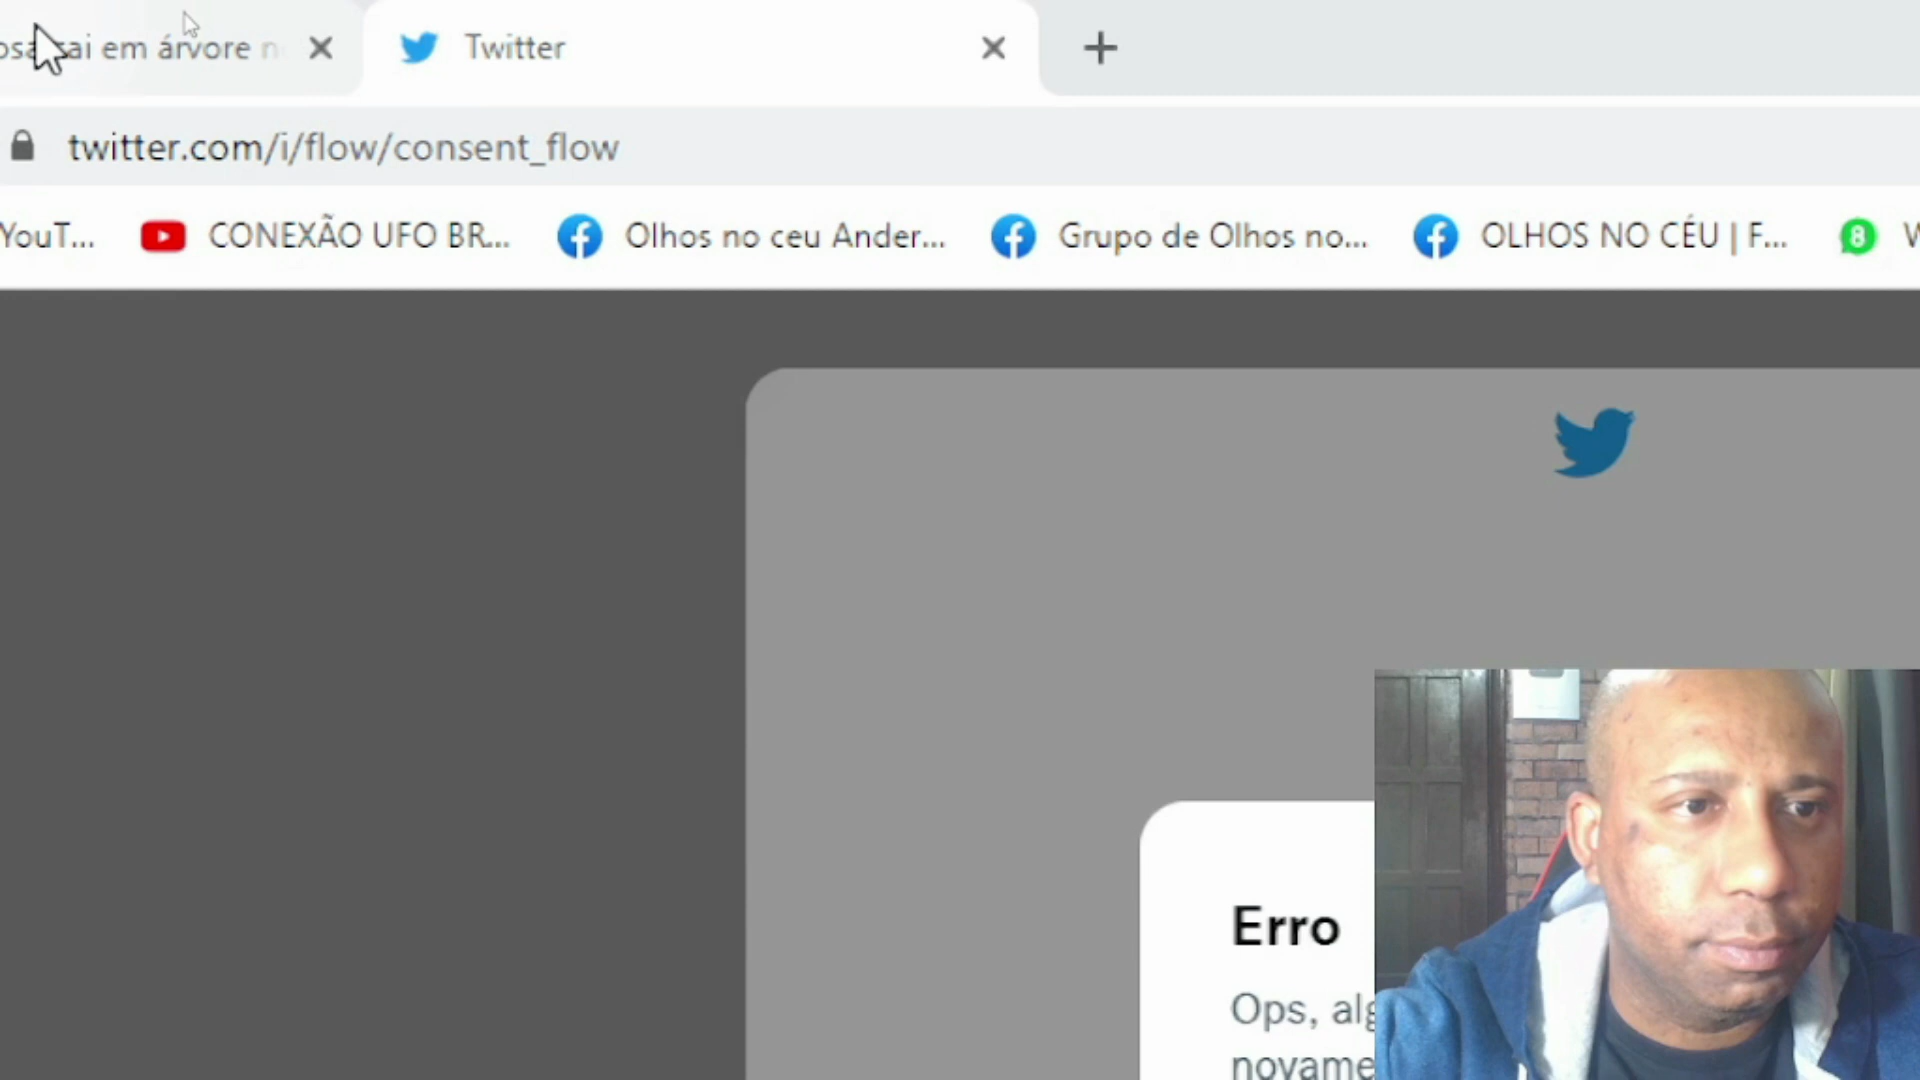 ai em árvore n
Twitter
twitter.com/i/flow/consent_flow
YouT... CONEXÃO UFO BR... Olhos no ceu Ander... Grupo de Olhos no... OLHOS NO CÉU | F... 8
Erro
Ops, alg
novame